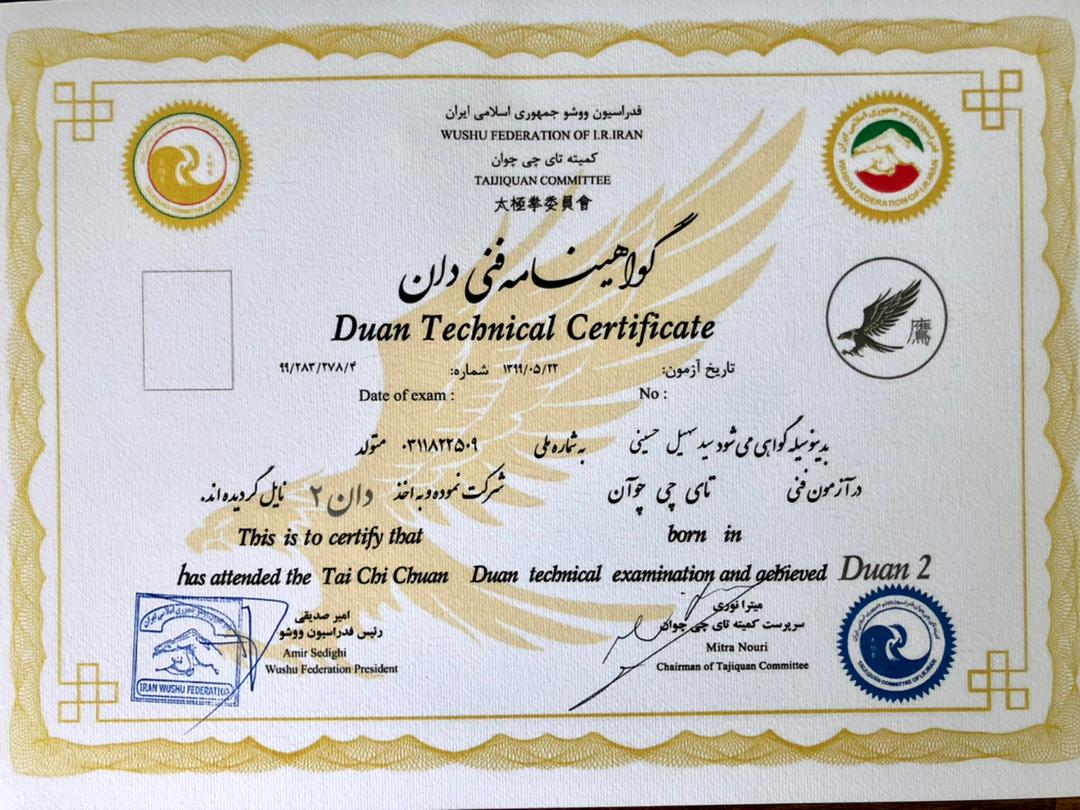 فدراسیون ووشو جمهوری اسلامی ایران
WUSHU FEDERATION OF I.R.IRAN
کمیته تای چی چوان
TAIJIQUAN COMMITTEE
太極拳委員會
گواهینامه فنی دان
Duan Technical Certificate
鷹
تاریخ آزمون: ۱۳۹۹/۰۵/۲۲ شماره: ۹۹/۲۸۳/۲۷۸/۴
Date of exam : No :
بدینوسیله گواهی می شود سید سهیل حسینی به شماره ملی ۰۳۱۱۸۲۲۵۰۹ متولد
در آزمون فنی تای چی چوآن شرکت نموده و به اخذ دان ۲ نایل گردیده اند.
This is to certify that born in
has attended the Tai Chi Chuan Duan technical examination and achieved Duan 2
امیر صدیقی
رئیس فدراسیون ووشو
Amir Sedighi
Wushu Federation President
میترا نوری
سرپرست کمیته تای چی چوان
Mitra Nouri
Chairman of Tajiquan Committee
IRAN WUSHU FEDERATION
WUSHU FEDERATION OF I.R.IRAN